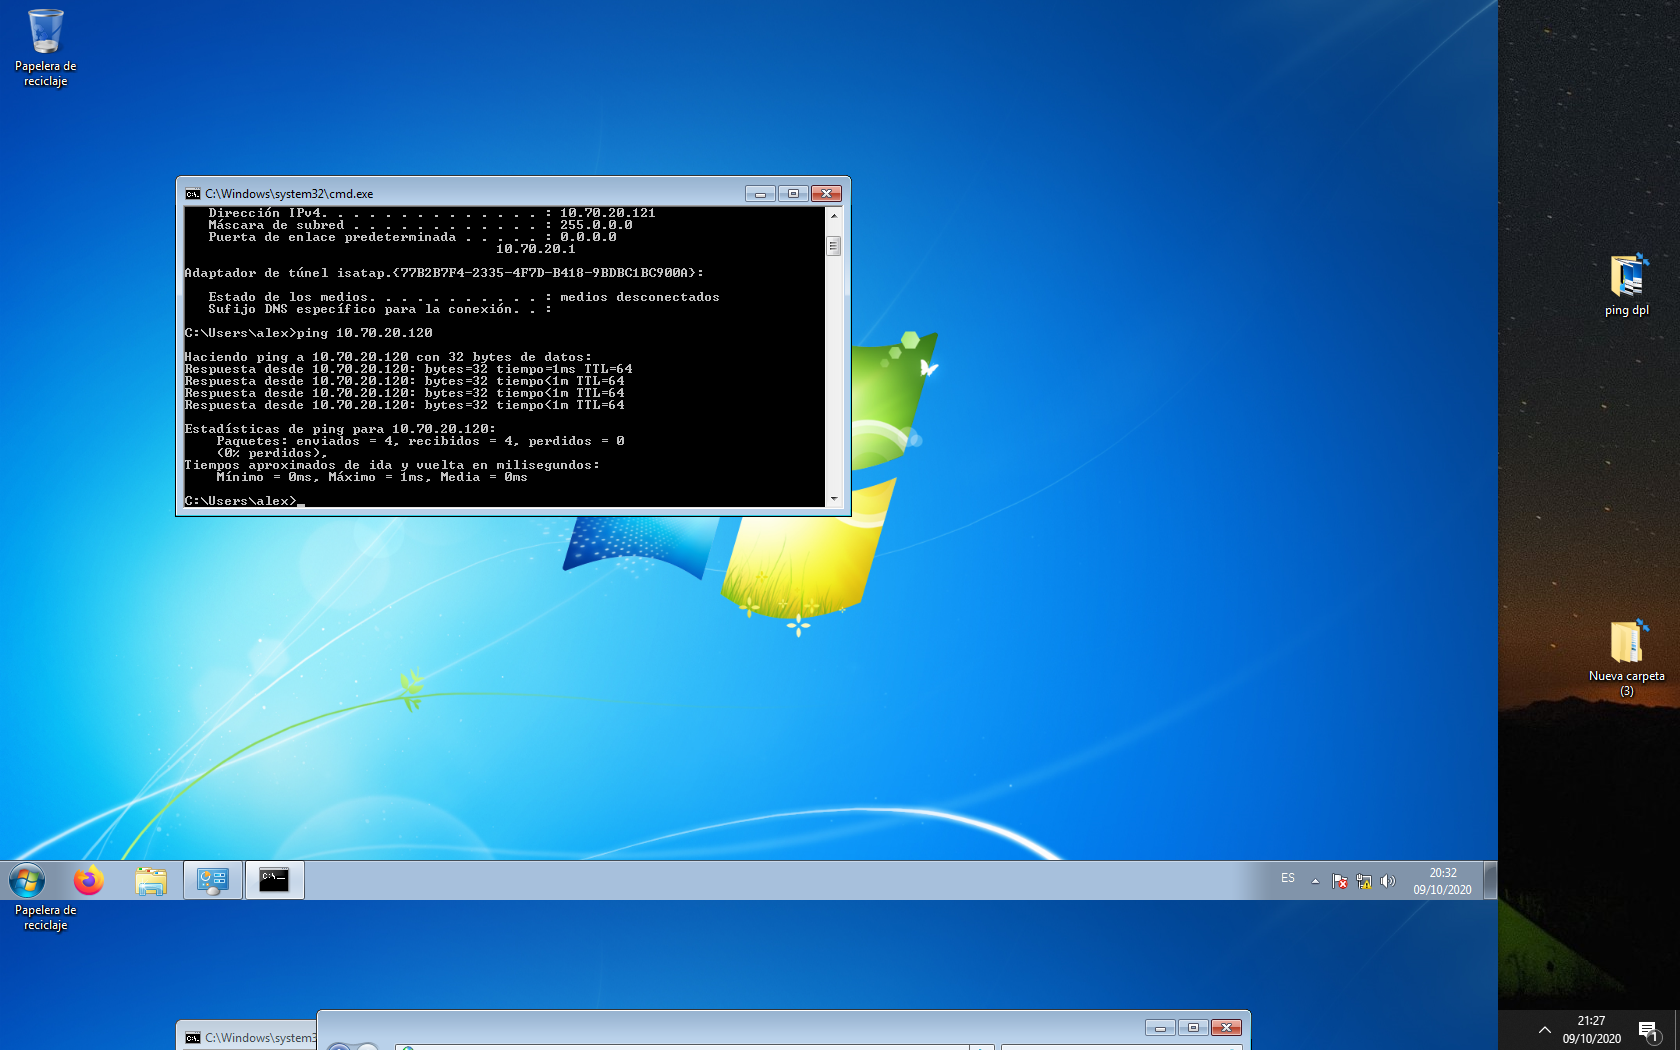 Papelera de
reciclaje
C:\Windows\system32\cmd.exe
Dirección IPv4. . . . . . . . . . . . . . : 10.70.20.121
Máscara de subred . . . . . . . . . . . . : 255.0.0.0
Puerta de enlace predeterminada . . . . . : 0.0.0.0
10.70.20.1
Adaptador de túnel isatap.{77B2B7F4-2335-4F7D-B418-9BDBC1BC900A}:
Estado de los medios. . . . . . . . . . . : medios desconectados
Sufijo DNS específico para la conexión. . :
C:\Users\alex>ping 10.70.20.120
Haciendo ping a 10.70.20.120 con 32 bytes de datos:
Respuesta desde 10.70.20.120: bytes=32 tiempo=1ms TTL=64
Respuesta desde 10.70.20.120: bytes=32 tiempo<1m TTL=64
Respuesta desde 10.70.20.120: bytes=32 tiempo<1m TTL=64
Respuesta desde 10.70.20.120: bytes=32 tiempo<1m TTL=64
Estadísticas de ping para 10.70.20.120:
Paquetes: enviados = 4, recibidos = 4, perdidos = 0
(0% perdidos),
Tiempos aproximados de ida y vuelta en milisegundos:
Mínimo = 0ms, Máximo = 1ms, Media = 0ms
C:\Users\alex>_
ping dpl
Nueva carpeta
(3)
ES
20:32
09/10/2020
Papelera de
reciclaje
C:\Windows\system3
21:27
09/10/2020
1